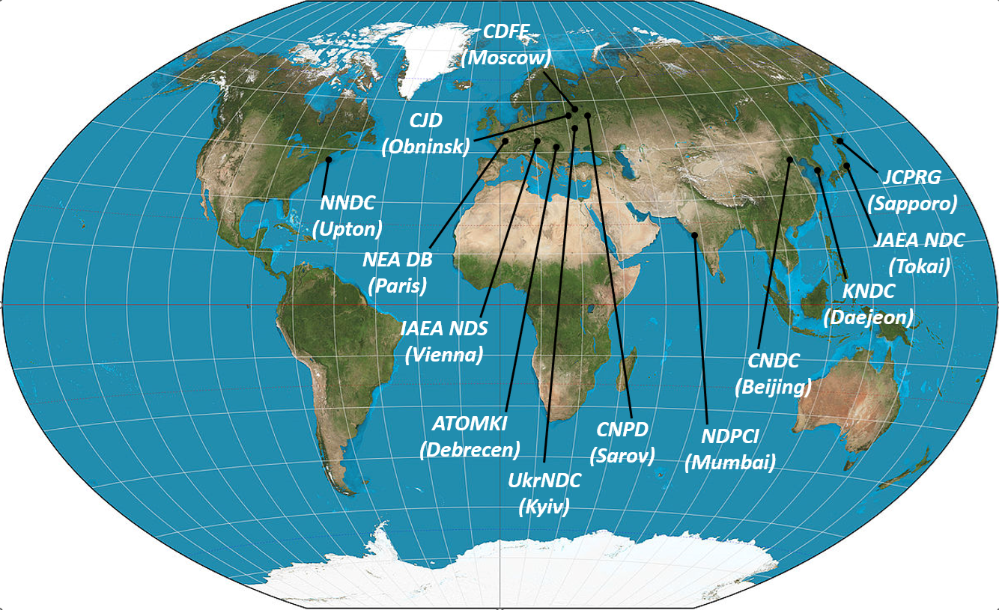 CDFE
(Moscow)
CJD
(Obninsk)
NNDC
(Upton)
JCPRG
(Sapporo)
JAEA NDC
(Tokai)
NEA DB
(Paris)
KNDC
(Daejeon)
IAEA NDS
(Vienna)
CNDC
(Beijing)
ATOMKI
(Debrecen)
CNPD
(Sarov)
NDPCI
(Mumbai)
UkrNDC
(Kyiv)